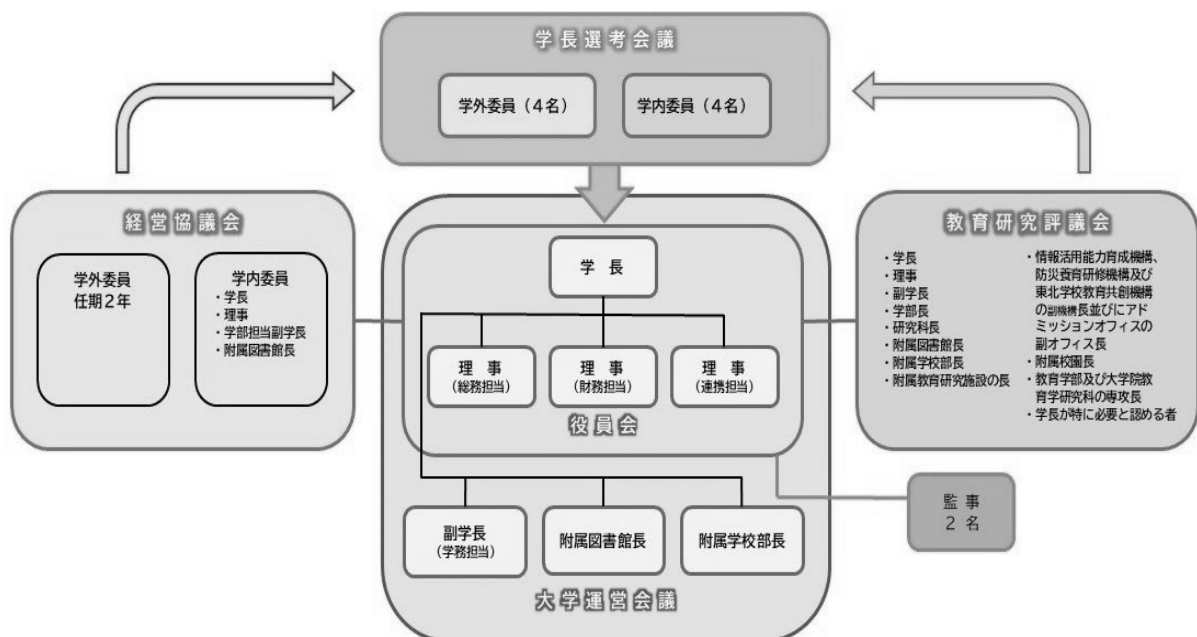 学長選考会議
学外委員（４名）
学内委員（４名）
経営協議会
学外委員
任期２年
学内委員
・学長
・理事
・学部担当副学長
・附属図書館長
学 長
理 事
（総務担当）
理 事
（財務担当）
理 事
（連携担当）
役員会
副学長
（学務担当）
附属図書館長
附属学校部長
大学運営会議
教育研究評議会
・学長
・理事
・副学長
・学部長
・研究科長
・附属図書館長
・附属学校部長
・附属教育研究施設の長
・情報活用能力育成機構、
防災養育研修機構及び
東北学校教育共創機構
の副機構長並びにアド
ミッションオフィスの
副オフィス長
・附属校園長
・教育学部及び大学院教
育学研究科の専攻長
・学長が特に必要と認める者
監 事
２ 名